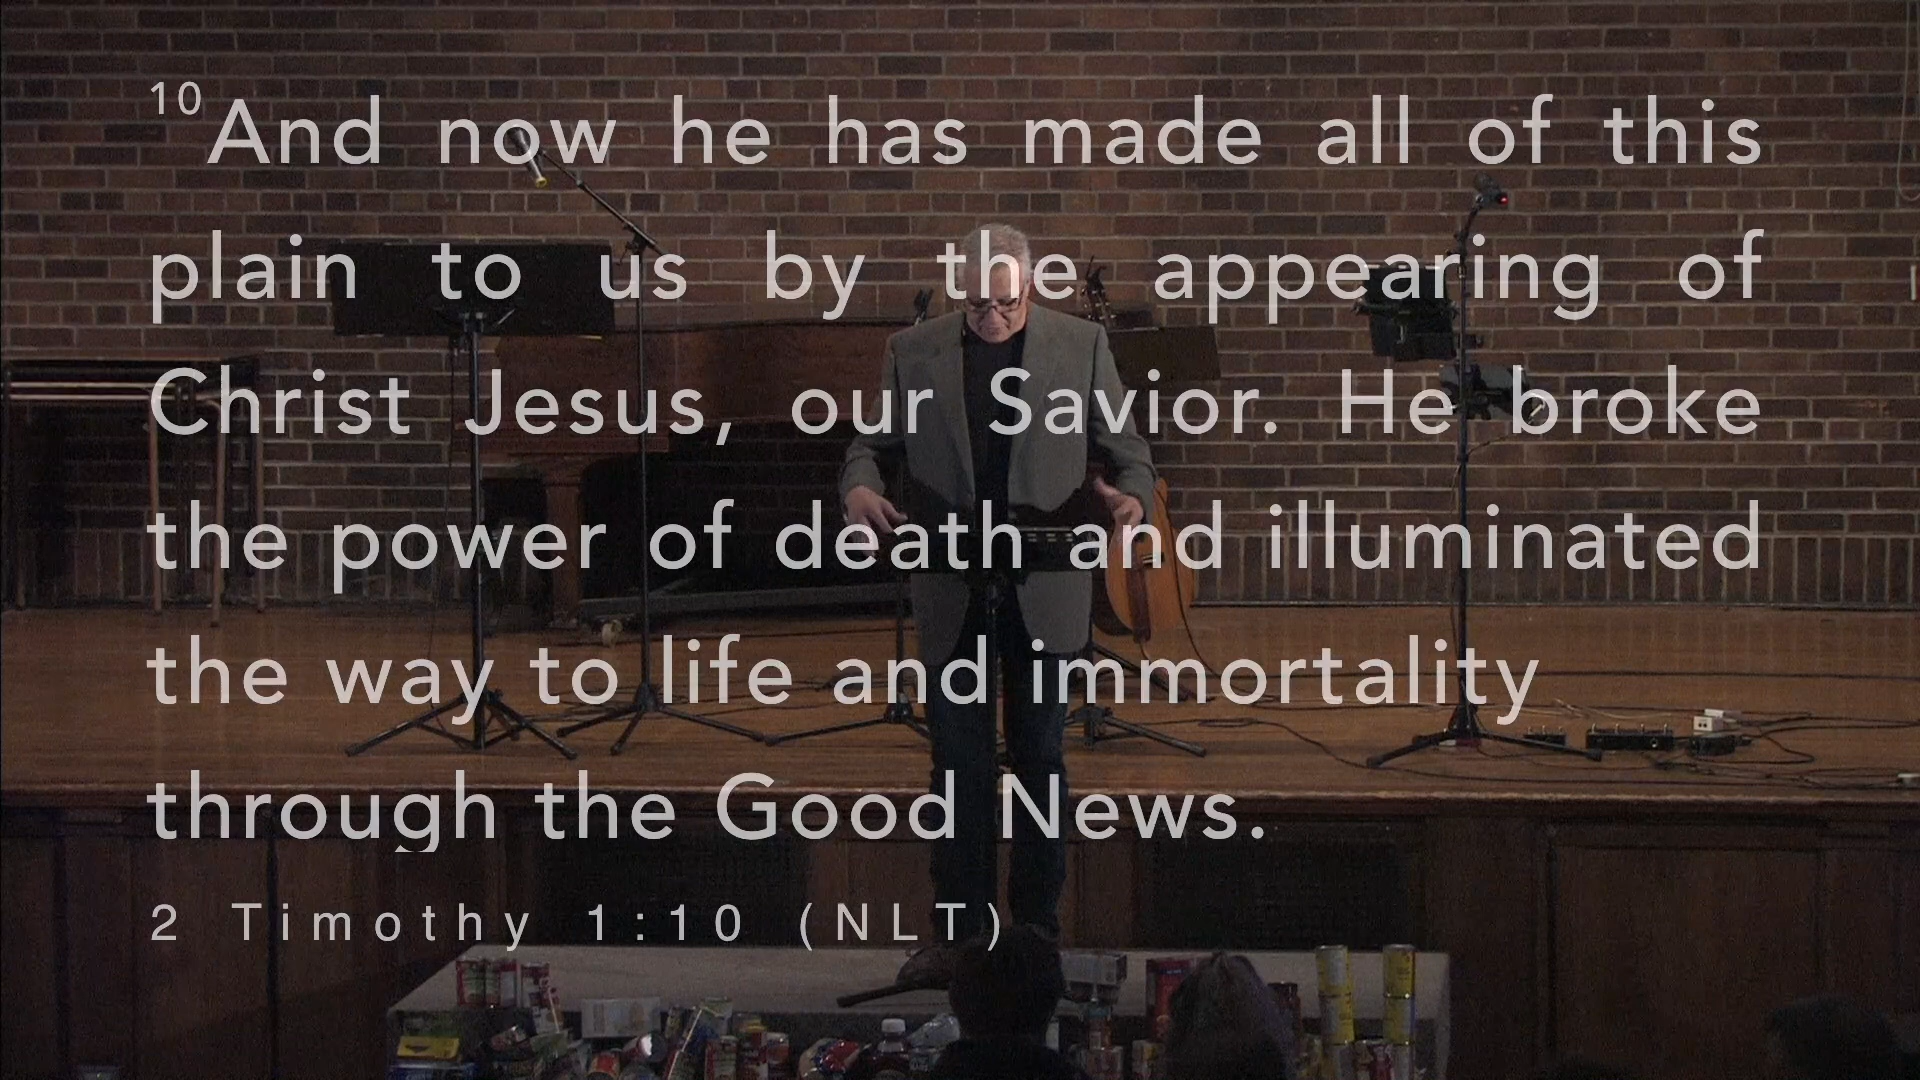 10And now he has made all of this
plain to us by the appearing of
Christ Jesus, our Savior. He broke
the power of death and illuminated
the way to life and immortality
through the Good News.
2 Timothy 1:10 (NLT)